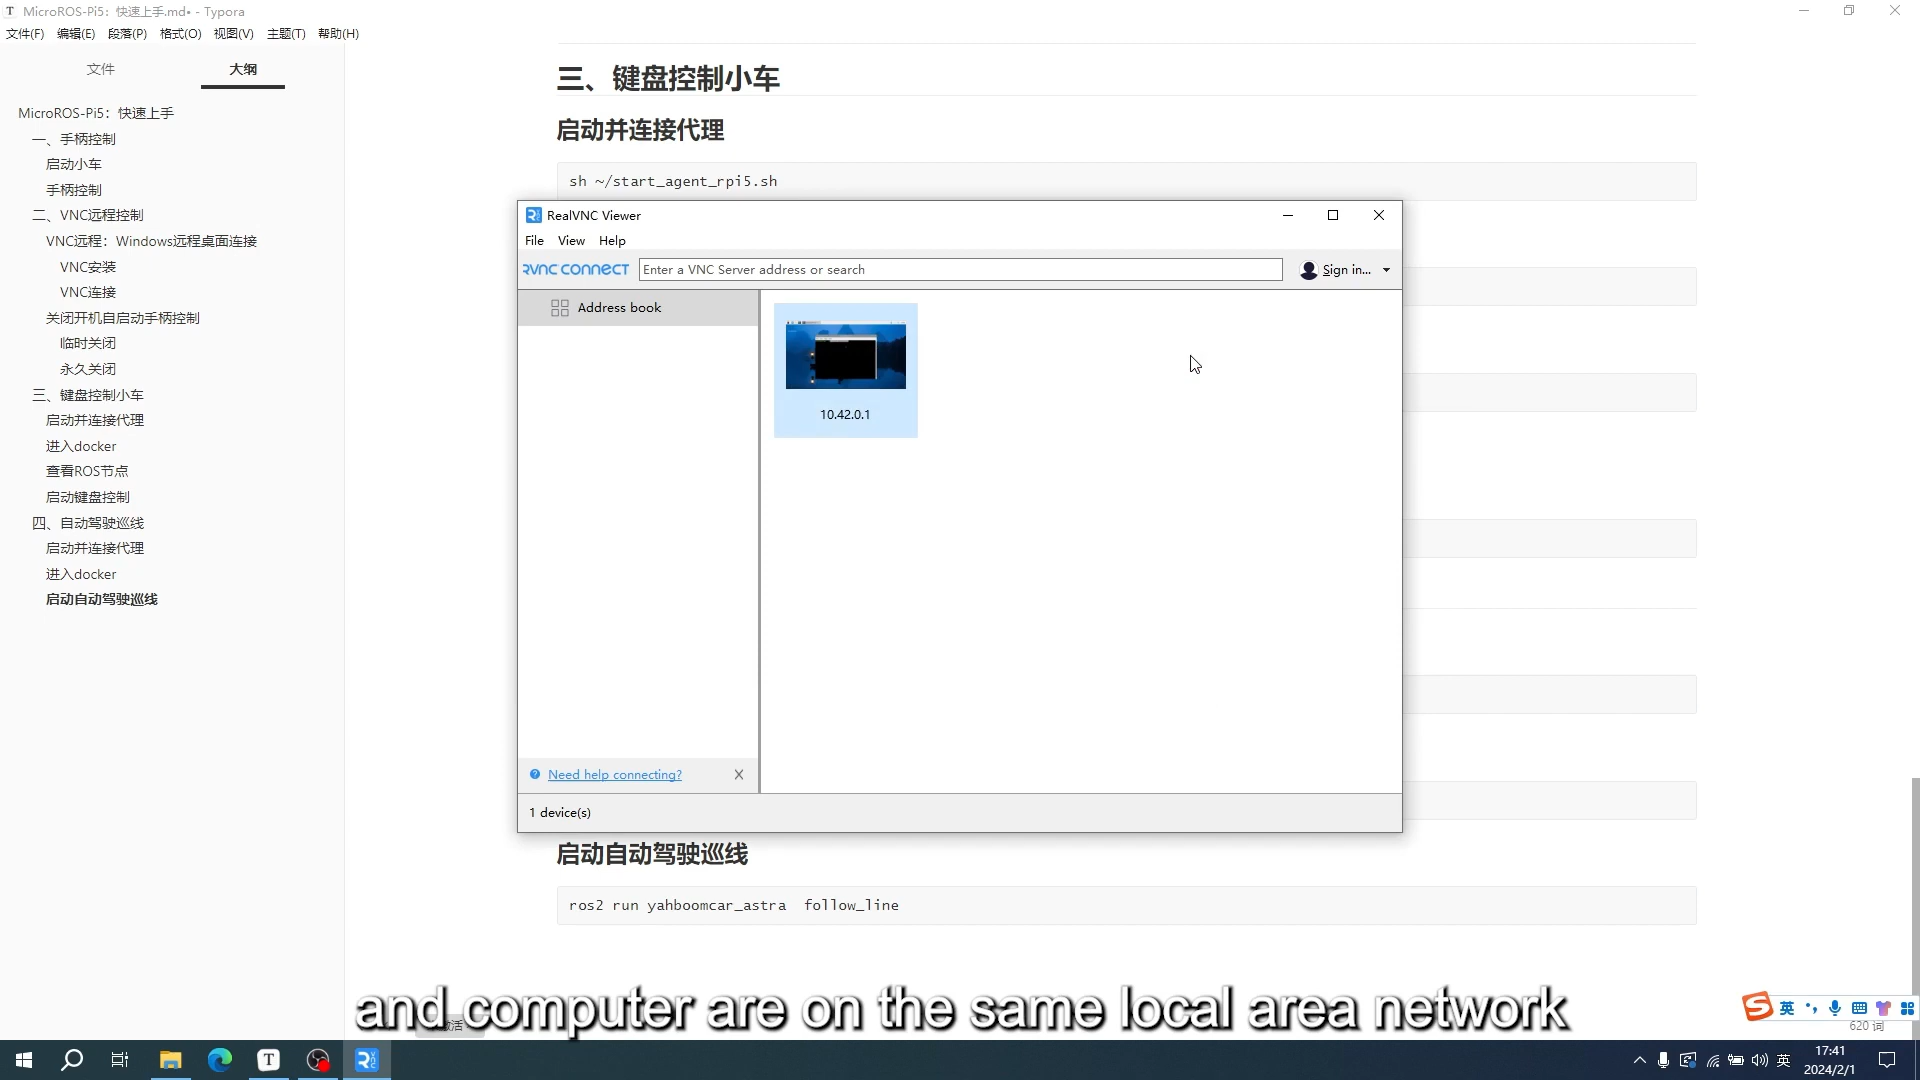 MicroROS-Pi5：快速上手.md• - Typora
文件(F) 编辑(E) 段落(P) 格式(O) 视图(V) 主题(T) 帮助(H)
文件 大纲
MicroROS-Pi5：快速上手
一、手柄控制
启动小车
手柄控制
二、VNC远程控制
VNC远程：Windows远程桌面连接
VNC安装
VNC连接
关闭开机自启动手柄控制
临时关闭
永久关闭
三、键盘控制小车
启动并连接代理
进入docker
查看ROS节点
启动键盘控制
四、自动驾驶巡线
启动并连接代理
进入docker
启动自动驾驶巡线
三、键盘控制小车
启动并连接代理
sh ~/start_agent_rpi5.sh
RealVNC Viewer
File View Help
RVNC CONNECT Enter a VNC Server address or search Sign in...
Address book
10.42.0.1
Need help connecting?
1 device(s)
启动自动驾驶巡线
ros2 run yahboomcar_astra follow_line
and computer are on the same local area network
英
620 词
英
17:41
2024/2/1